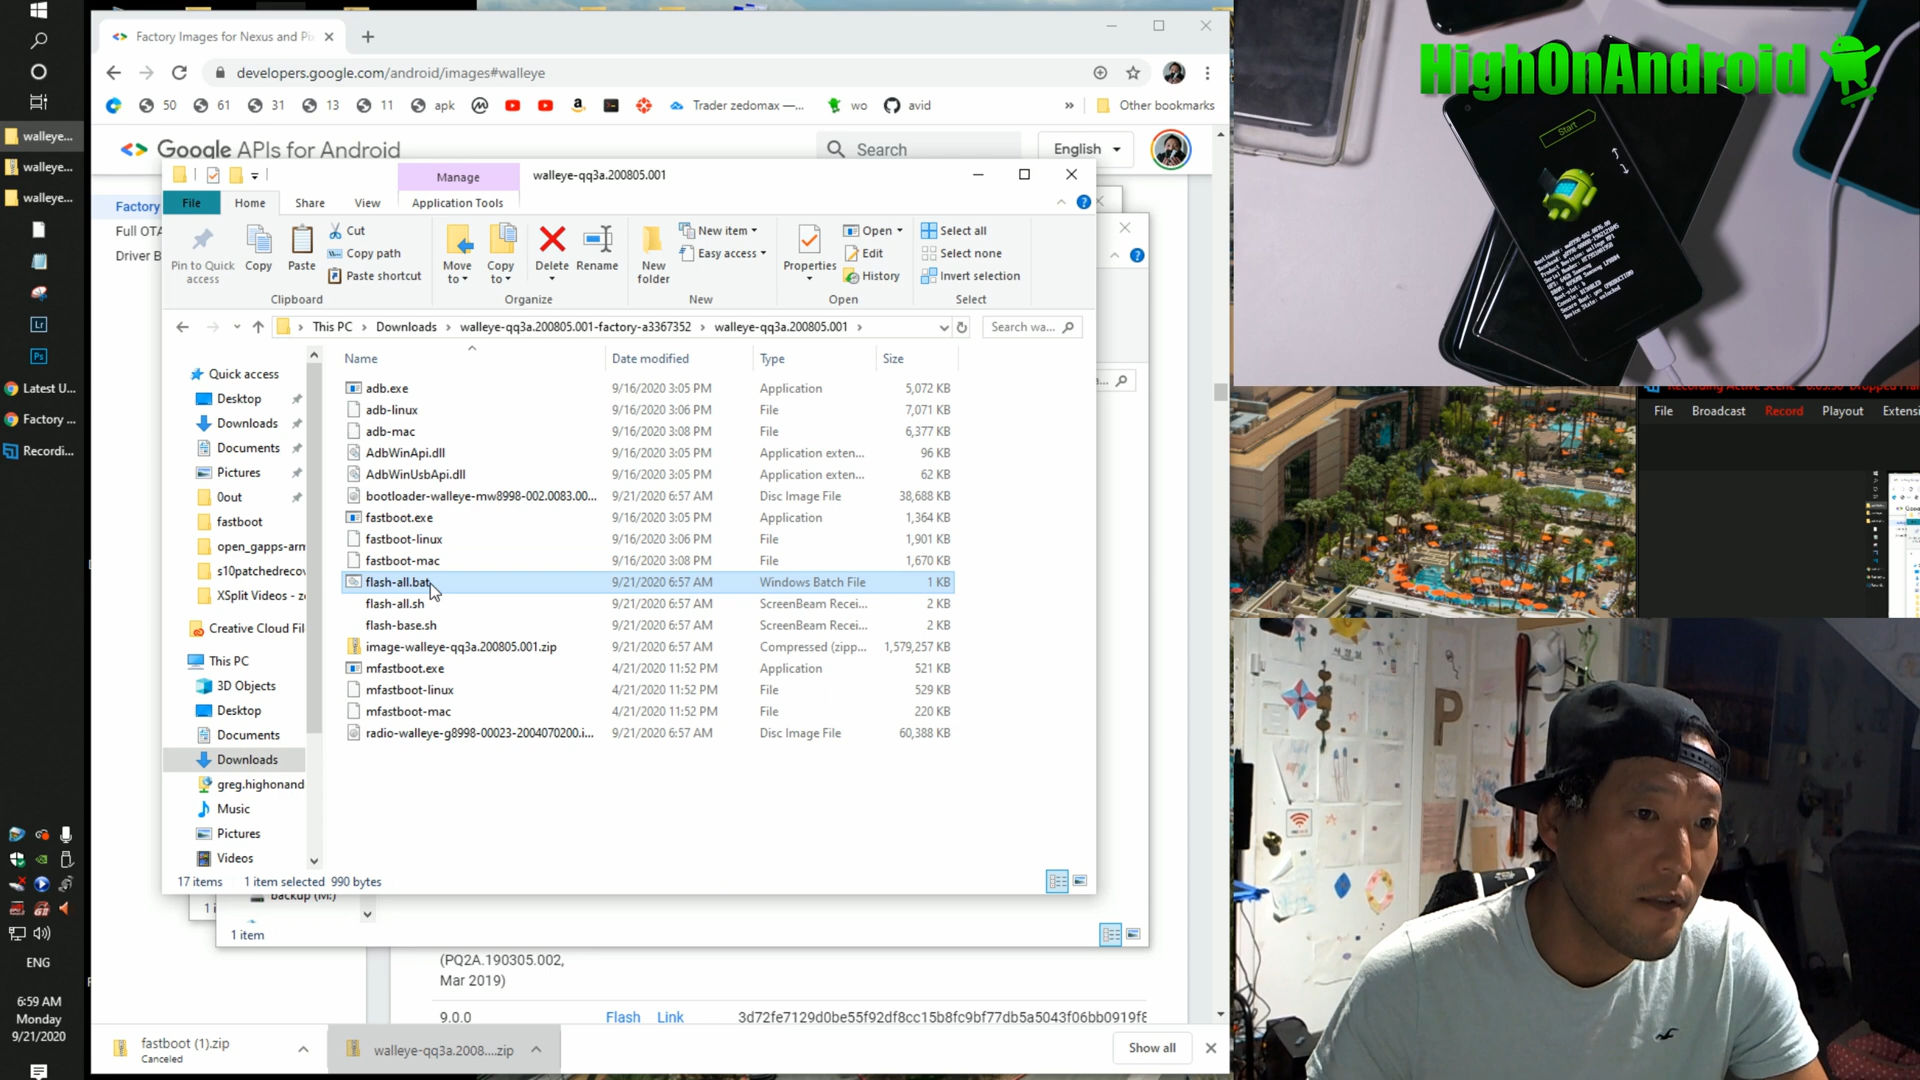 Factory Images for Nexus and Pi
developers.google.com/android/images#walleye
50
61
31
13
11
apk
Trader zedomax —...
wo
avid
»
Other bookmarks
Google APIs for Android
Search
English
Factory
Full OTA
Driver B
Manage
walleye-qq3a.200805.001
File
Home
Share
View
Application Tools
Pin to Quick
access
Copy
Paste
Cut
Copy path
Paste shortcut
Clipboard
Move
to
Copy
to
Delete
Rename
Organize
New
folder
New item
Easy access
New
Properties
Open
Edit
History
Open
Select all
Select none
Invert selection
Select
This PC > Downloads > walleye-qq3a.200805.001-factory-a3367352 > walleye-qq3a.200805.001 >
Search wa...
Name
Date modified
Type
Size
adb.exe 9/16/2020 3:05 PM Application 5,072 KB
adb-linux 9/16/2020 3:06 PM File 7,071 KB
adb-mac 9/16/2020 3:08 PM File 6,377 KB
AdbWinApi.dll 9/16/2020 3:05 PM Application exten... 96 KB
AdbWinUsbApi.dll 9/16/2020 3:05 PM Application exten... 62 KB
bootloader-walleye-mw8998-002.0083.00... 9/21/2020 6:57 AM Disc Image File 38,688 KB
fastboot.exe 9/16/2020 3:05 PM Application 1,364 KB
fastboot-linux 9/16/2020 3:06 PM File 1,901 KB
fastboot-mac 9/16/2020 3:08 PM File 1,670 KB
flash-all.bat 9/21/2020 6:57 AM Windows Batch File 1 KB
flash-all.sh 9/21/2020 6:57 AM ScreenBeam Recei... 2 KB
flash-base.sh 9/21/2020 6:57 AM ScreenBeam Recei... 2 KB
image-walleye-qq3a.200805.001.zip 9/21/2020 6:57 AM Compressed (zipp... 1,579,257 KB
mfastboot.exe 4/21/2020 11:52 PM Application 521 KB
mfastboot-linux 4/21/2020 11:52 PM File 529 KB
mfastboot-mac 4/21/2020 11:52 PM File 220 KB
radio-walleye-g8998-00023-2004070200.i... 9/21/2020 6:57 AM Disc Image File 60,388 KB
Quick access
Desktop
Downloads
Documents
Pictures
0out
fastboot
open_gapps-arm
s10patchedrecov
XSplit Videos - ze
Creative Cloud Fil
This PC
3D Objects
Desktop
Documents
Downloads
greg.highonand
Music
Pictures
Videos
17 items
1 item selected 990 bytes
backup (M:)
1 item
(PQ2A.190305.002,
Mar 2019)
9.0.0
Flash
Link
3d72fe7129d0be55f92df8cc15b8fc9bf77db5a5043f06bb0919f8
fastboot (1).zip
Canceled
walleye-qq3a.2008....zip
Show all
walleye...
walleye...
walleye...
Lr
Ps
Latest U...
Factory ...
Recordi...
ENG
6:59 AM
Monday
9/21/2020
HighOnAndroid
Start
File
Broadcast
Record
Playout
Extensi
P